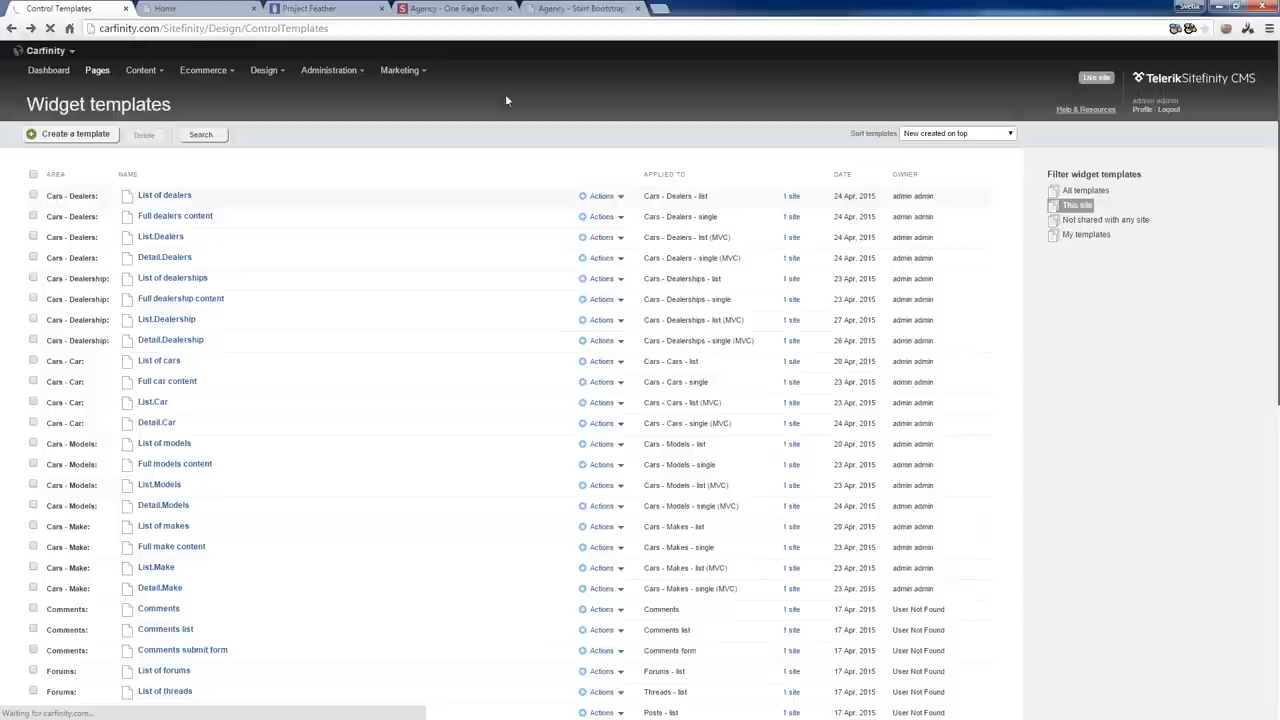 Control Templates
Home
Project Feather
Agency - One Page Boot
Agency - Start Bootstrap
Svetla
carfinity.com/Sitefinity/Design/ControlTemplates
Carfinity
Dashboard Pages Content Ecommerce Design Administration Marketing
Live site
Telerik Sitefinity CMS
admin admin
Help & Resources
Profile | Logout
Widget templates
Create a template Delete Search...
Sort templates New created on top
AREA NAME APPLIED TO DATE OWNER
Cars - Dealers: List of dealers Actions Cars - Dealers - list 1 site 24 Apr, 2015 admin admin
Cars - Dealers: Full dealers content Actions Cars - Dealers - single 1 site 24 Apr, 2015 admin admin
Cars - Dealers: List.Dealers Actions Cars - Dealers - list (MVC) 1 site 24 Apr, 2015 admin admin
Cars - Dealers: Detail.Dealers Actions Cars - Dealers - single (MVC) 1 site 24 Apr, 2015 admin admin
Cars - Dealership: List of dealerships Actions Cars - Dealerships - list 1 site 23 Apr, 2015 admin admin
Cars - Dealership: Full dealership content Actions Cars - Dealerships - single 1 site 23 Apr, 2015 admin admin
Cars - Dealership: List.Dealership Actions Cars - Dealerships - list (MVC) 1 site 27 Apr, 2015 admin admin
Cars - Dealership: Detail.Dealership Actions Cars - Dealerships - single (MVC) 1 site 26 Apr, 2015 admin admin
Cars - Car: List of cars Actions Cars - Cars - list 1 site 20 Apr, 2015 admin admin
Cars - Car: Full car content Actions Cars - Cars - single 1 site 23 Apr, 2015 admin admin
Cars - Car: List.Car Actions Cars - Cars - list (MVC) 1 site 23 Apr, 2015 admin admin
Cars - Car: Detail.Car Actions Cars - Cars - single (MVC) 1 site 24 Apr, 2015 admin admin
Cars - Models: List of models Actions Cars - Models - list 1 site 20 Apr, 2015 admin admin
Cars - Models: Full models content Actions Cars - Models - single 1 site 23 Apr, 2015 admin admin
Cars - Models: List.Models Actions Cars - Models - list (MVC) 1 site 23 Apr, 2015 admin admin
Cars - Models: Detail.Models Actions Cars - Models - single (MVC) 1 site 24 Apr, 2015 admin admin
Cars - Make: List of makes Actions Cars - Makes - list 1 site 20 Apr, 2015 admin admin
Cars - Make: Full make content Actions Cars - Makes - single 1 site 23 Apr, 2015 admin admin
Cars - Make: List.Make Actions Cars - Makes - list (MVC) 1 site 23 Apr, 2015 admin admin
Cars - Make: Detail.Make Actions Cars - Makes - single (MVC) 1 site 23 Apr, 2015 admin admin
Comments: Comments Actions Comments 1 site 17 Apr, 2015 User Not Found
Comments: Comments list Actions Comments list 1 site 17 Apr, 2015 User Not Found
Comments: Comments submit form Actions Comments form 1 site 17 Apr, 2015 User Not Found
Forums: List of forums Actions Forums - list 1 site 17 Apr, 2015 User Not Found
Forums: List of threads Actions Threads - list 1 site 17 Apr, 2015 User Not Found
Actions Posts - list 1 site 17 Apr, 2015 User Not Found
Filter widget templates
All templates
This site
Not shared with any site
My templates
Waiting for carfinity.com...